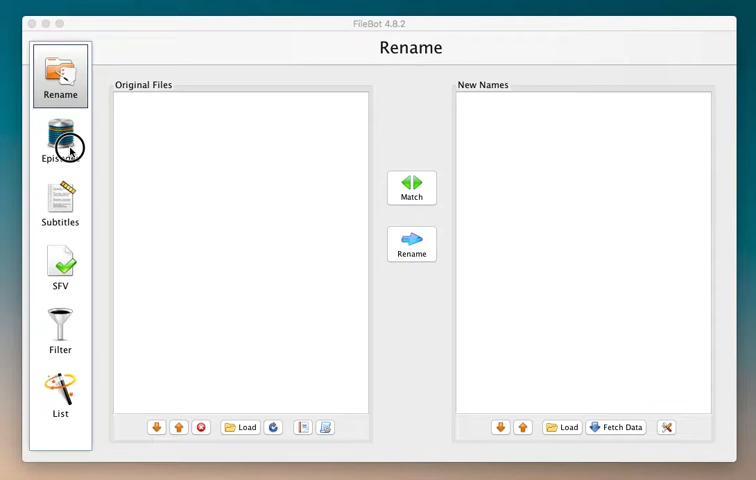 FileBot 4.8.2
Rename
Rename
Episodes
Subtitles
SFV
Filter
List
Original Files
Load
Match
Rename
New Names
Load
Fetch Data